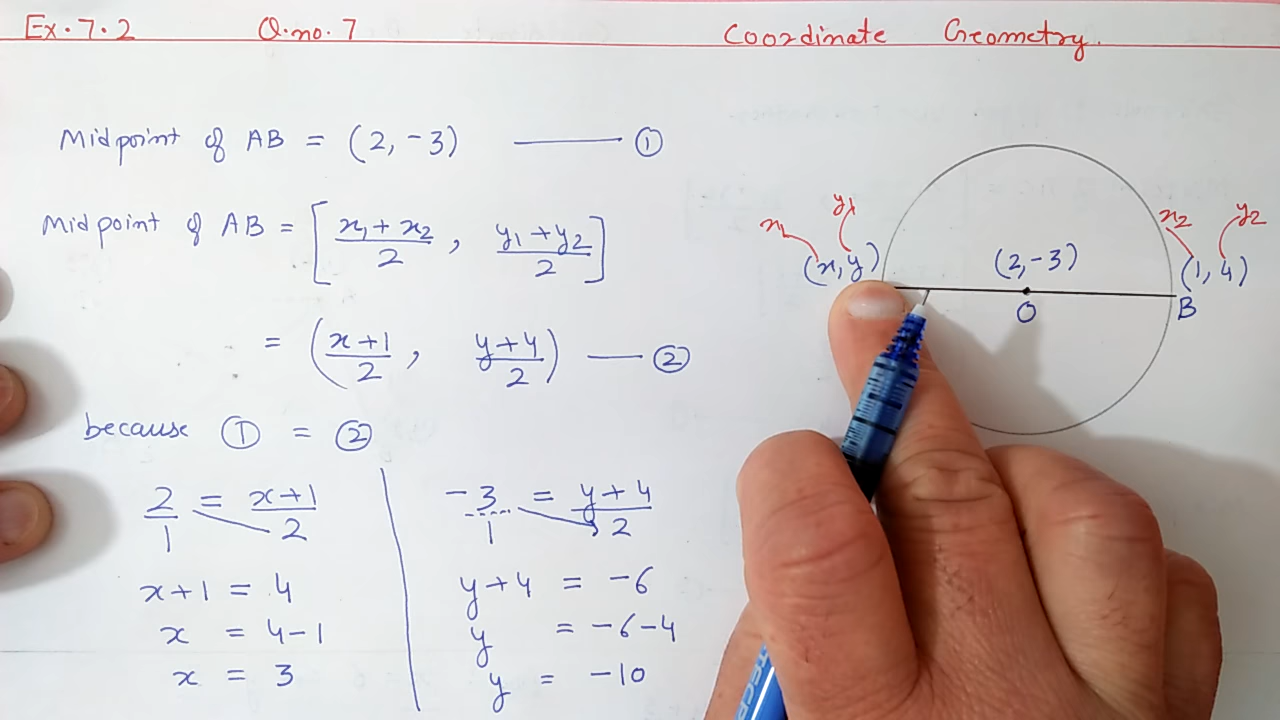 Ex.7.2 Q.no.7 Coordinate Geometry.
Midpoint of AB = (2, -3) —— ①
Midpoint of AB = [ x₁ + x₂ / 2 , y₁ + y₂ / 2 ]
= ( x+1 / 2 , y+4 / 2 ) —— ②
because ① = ②
2/1 = x+1 / 2
x+1 = 4
x = 4-1
x = 3
-3/1 = y+4 / 2
y+4 = -6
y = -6-4
y = -10
x₁ y₁
(x, y)
(2, -3)
O
x₂ y₂
(1, 4)
B